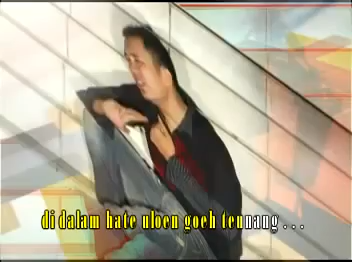 di dalam hate uloen goeh teunang . . .